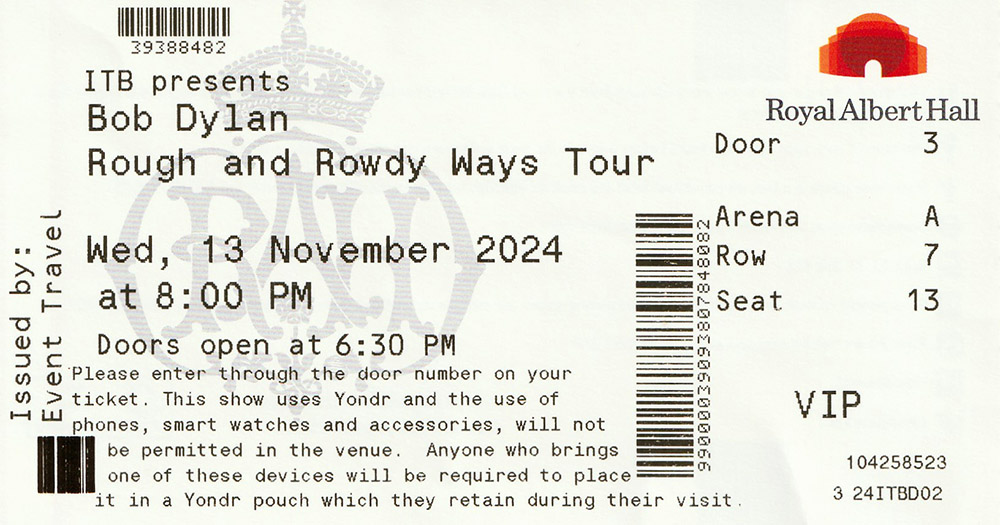 39388482
ITB presents
Bob Dylan
Rough and Rowdy Ways Tour
Wed, 13 November 2024
at 8:00 PM
Doors open at 6:30 PM
Please enter through the door number on your
ticket. This show uses Yondr and the use of
phones, smart watches and accessories, will not
be permitted in the venue.  Anyone who brings
one of these devices will be required to place
it in a Yondr pouch which they retain during their visit.
Issued by:
Event Travel
RAH
990000390938078480​82
Royal Albert Hall
Door 3
Arena A
Row 7
Seat 13
VIP
104258523
3 24ITBD02